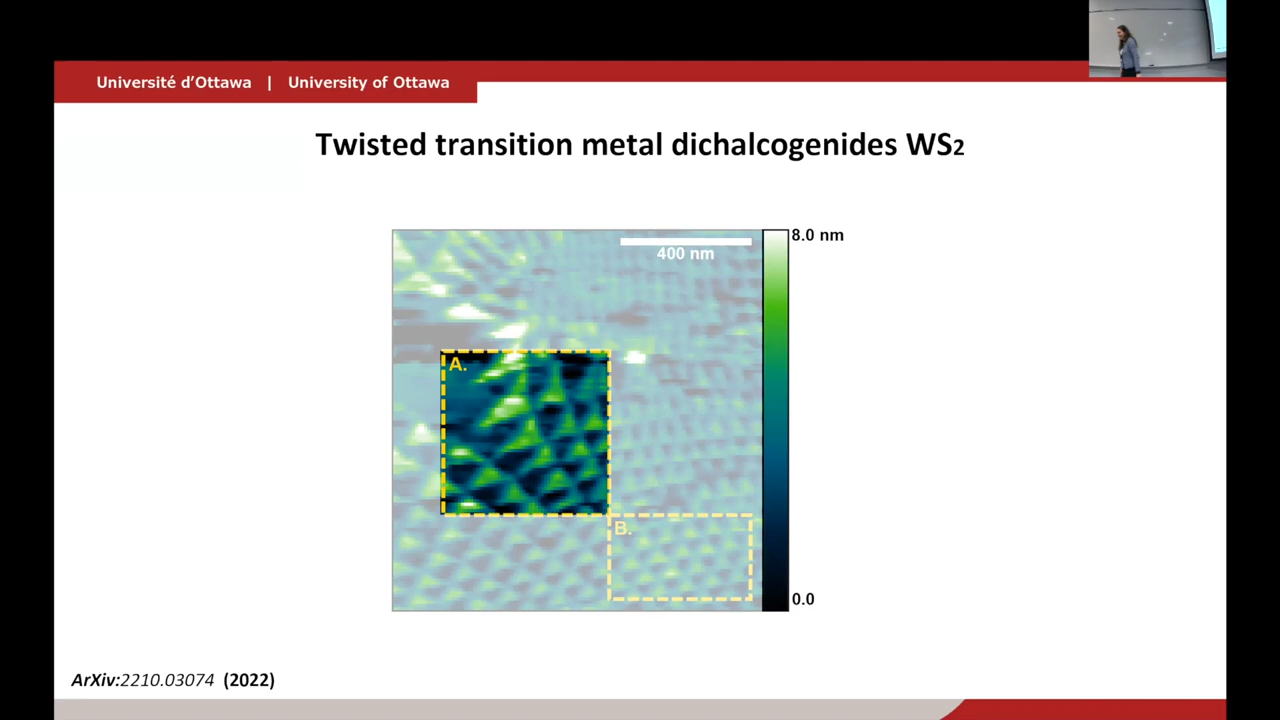 Université d'Ottawa | University of Ottawa
Twisted transition metal dichalcogenides WS2
8.0 nm
400 nm
A.
B.
0.0
ArXiv:2210.03074 (2022)